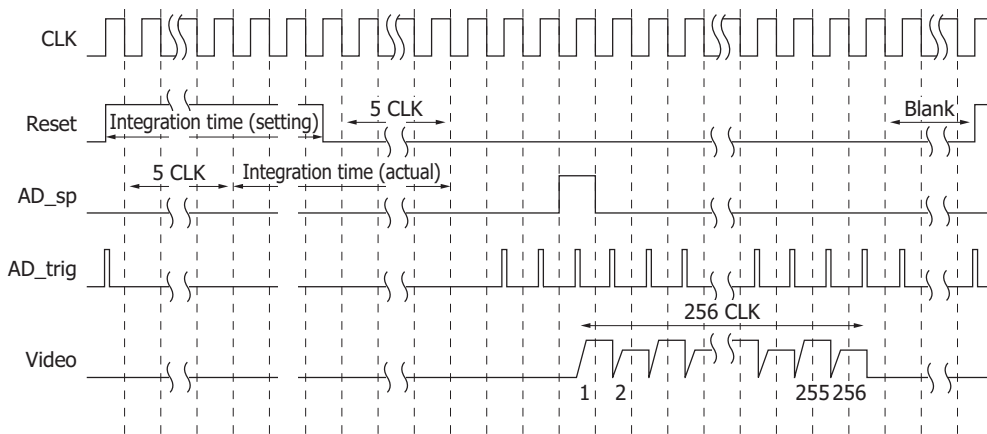 CLK
Reset
Integration time (setting)
5 CLK
Blank
5 CLK
Integration time (actual)
AD_sp
AD_trig
256 CLK
Video
1
2
255
256